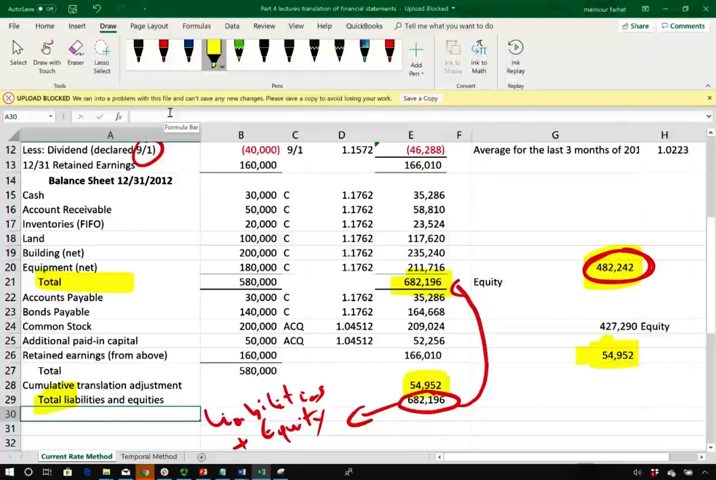 AutoSave Off
Part 4 lectures translation of financial statements - Upload Blocked
mansour farhat
File Home Insert Draw Page Layout Formulas Data Review View Help QuickBooks Tell me what you want to do Share Comments
Select Draw with Touch Lasso Select Add Pen Ink to Shape Ink to Math Ink Replay
Pens Convert Replay
UPLOAD BLOCKED We ran into a problem with this file and can't save any new changes. Please save a copy to avoid losing your work. Save a Copy
A30 fx
Formula Bar
A B C D E F G H
12 Less: Dividend (declared 9/1) (40,000) 9/1 1.1572 (46,288) Average for the last 3 months of 201 1.0223
13 12/31 Retained Earnings 160,000 166,010
14 Balance Sheet 12/31/2012
15 Cash 30,000 C 1.1762 35,286
16 Account Receivable 50,000 C 1.1762 58,810
17 Inventories (FIFO) 20,000 C 1.1762 23,524
18 Land 100,000 C 1.1762 117,620
19 Building (net) 200,000 C 1.1762 235,240
20 Equipment (net) 180,000 C 1.1762 211,716 482,242
21 Total 580,000 682,196 Equity
22 Accounts Payable 30,000 C 1.1762 35,286
23 Bonds Payable 140,000 C 1.1762 164,668
24 Common Stock 200,000 ACQ 1.04512 209,024 427,290 Equity
25 Additional paid-in capital 50,000 ACQ 1.04512 52,256
26 Retained earnings (from above) 160,000 166,010 54,952
27 Total 580,000
28 Cumulative translation adjustment 54,952
29 Total liabilities and equities 682,196
30
31
32
Liabilities
+ Equity
Current Rate Method Temporal Method